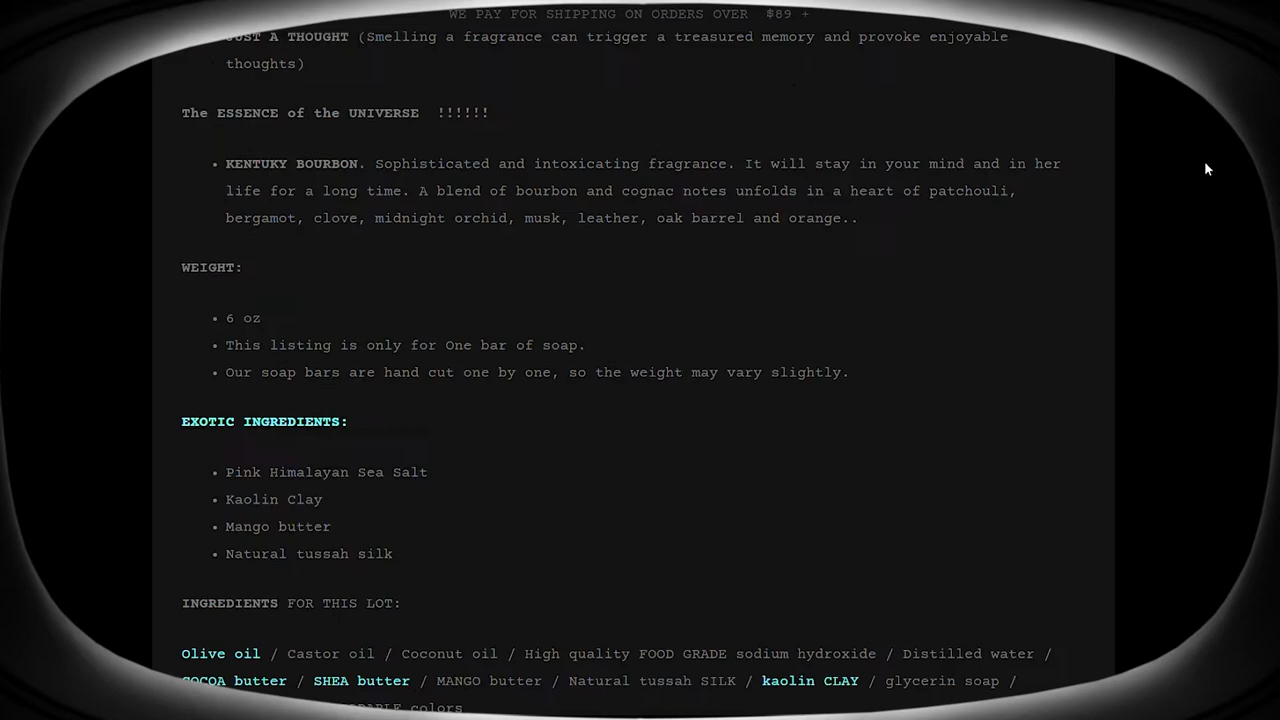 WE PAY FOR SHIPPING ON ORDERS OVER $89 +
JUST A THOUGHT (Smelling a fragrance can trigger a treasured memory and provoke enjoyable
thoughts)
The ESSENCE of the UNIVERSE !!!!!!
• KENTUKY BOURBON. Sophisticated and intoxicating fragrance. It will stay in your mind and in her
life for a long time. A blend of bourbon and cognac notes unfolds in a heart of patchouli,
bergamot, clove, midnight orchid, musk, leather, oak barrel and orange..
WEIGHT:
• 6 oz
• This listing is only for One bar of soap.
• Our soap bars are hand cut one by one, so the weight may vary slightly.
EXOTIC INGREDIENTS:
• Pink Himalayan Sea Salt
• Kaolin Clay
• Mango butter
• Natural tussah silk
INGREDIENTS FOR THIS LOT:
Olive oil / Castor oil / Coconut oil / High quality FOOD GRADE sodium hydroxide / Distilled water /
COCOA butter / SHEA butter / MANGO butter / Natural tussah SILK / kaolin CLAY / glycerin soap /
colors